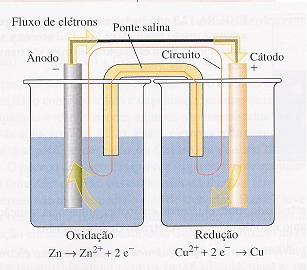 Fluxo de elétrons
Ponte salina
Ânodo
−
Circuito
Cátodo
+
Oxidação
Zn → Zn²⁺ + 2 e⁻
Redução
Cu²⁺ + 2 e⁻ → Cu